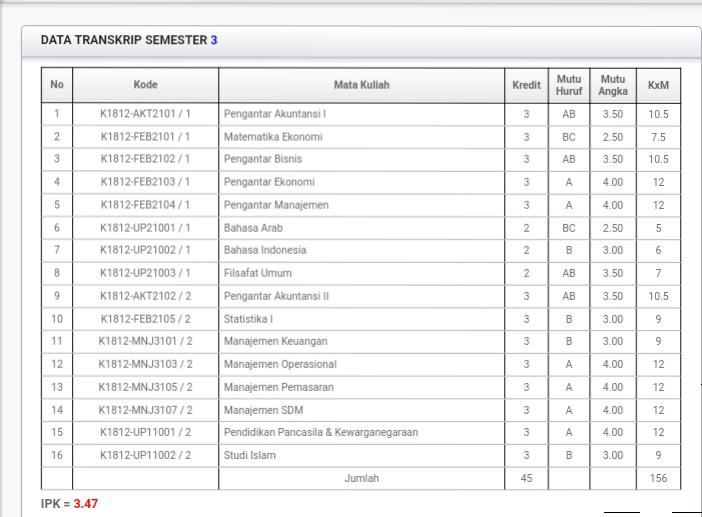 DATA TRANSKRIP SEMESTER 3
No Kode Mata Kuliah Kredit Mutu Huruf Mutu Angka KxM
1 K1812-AKT2101 / 1 Pengantar Akuntansi I 3 AB 3.50 10.5
2 K1812-FEB2101 / 1 Matematika Ekonomi 3 BC 2.50 7.5
3 K1812-FEB2102 / 1 Pengantar Bisnis 3 AB 3.50 10.5
4 K1812-FEB2103 / 1 Pengantar Ekonomi 3 A 4.00 12
5 K1812-FEB2104 / 1 Pengantar Manajemen 3 A 4.00 12
6 K1812-UP21001 / 1 Bahasa Arab 2 BC 2.50 5
7 K1812-UP21002 / 1 Bahasa Indonesia 2 B 3.00 6
8 K1812-UP21003 / 1 Filsafat Umum 2 AB 3.50 7
9 K1812-AKT2102 / 2 Pengantar Akuntansi II 3 AB 3.50 10.5
10 K1812-FEB2105 / 2 Statistika I 3 B 3.00 9
11 K1812-MNJ3101 / 2 Manajemen Keuangan 3 B 3.00 9
12 K1812-MNJ3103 / 2 Manajemen Operasional 3 A 4.00 12
13 K1812-MNJ3105 / 2 Manajemen Pemasaran 3 A 4.00 12
14 K1812-MNJ3107 / 2 Manajemen SDM 3 A 4.00 12
15 K1812-UP11001 / 2 Pendidikan Pancasila & Kewarganegaraan 3 A 4.00 12
16 K1812-UP11002 / 2 Studi Islam 3 B 3.00 9
Jumlah 45 156
IPK = 3.47